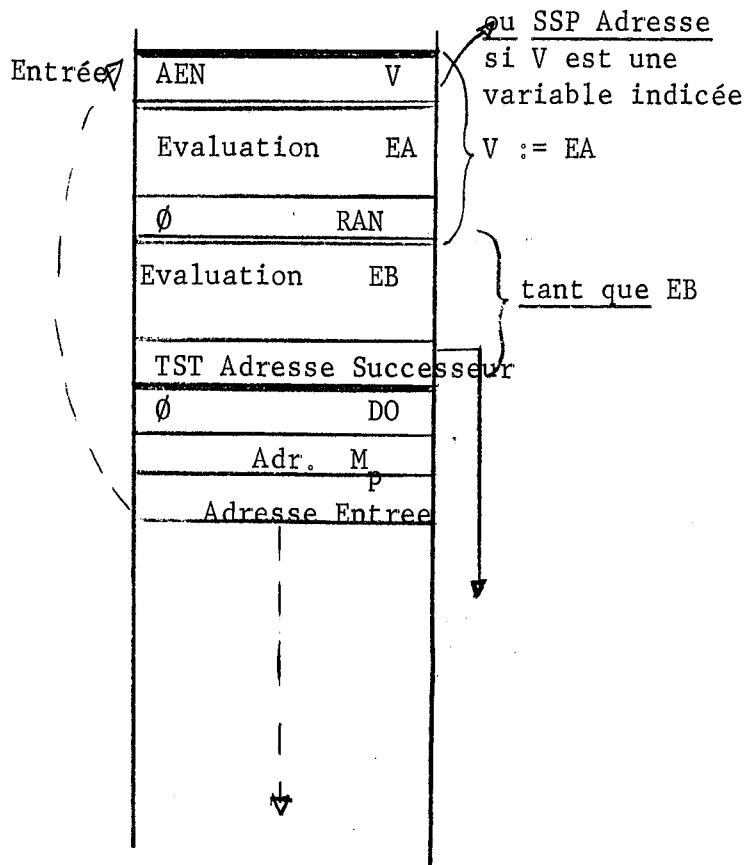 ou SSP Adresse
si V est une
variable indicée
Entrée
AEN V
Evaluation EA
V := EA
Ø RAN
Evaluation EB
tant que EB
TST Adresse Successeur
Ø DO
Adr. Mp
Adresse Entree